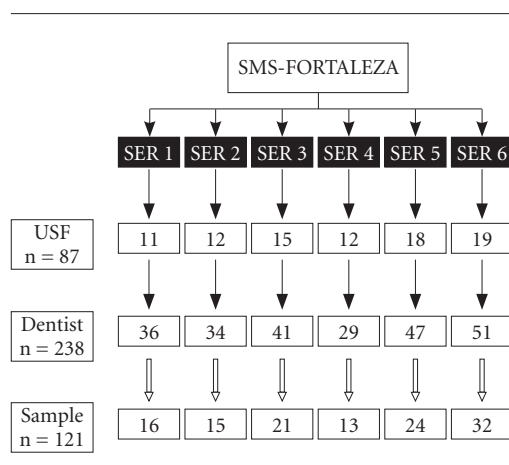 SMS-FORTALEZA
SER 1 SER 2 SER 3 SER 4 SER 5 SER 6
USF
n = 87
11 12 15 12 18 19
Dentist
n = 238
36 34 41 29 47 51
Sample
n = 121
16 15 21 13 24 32